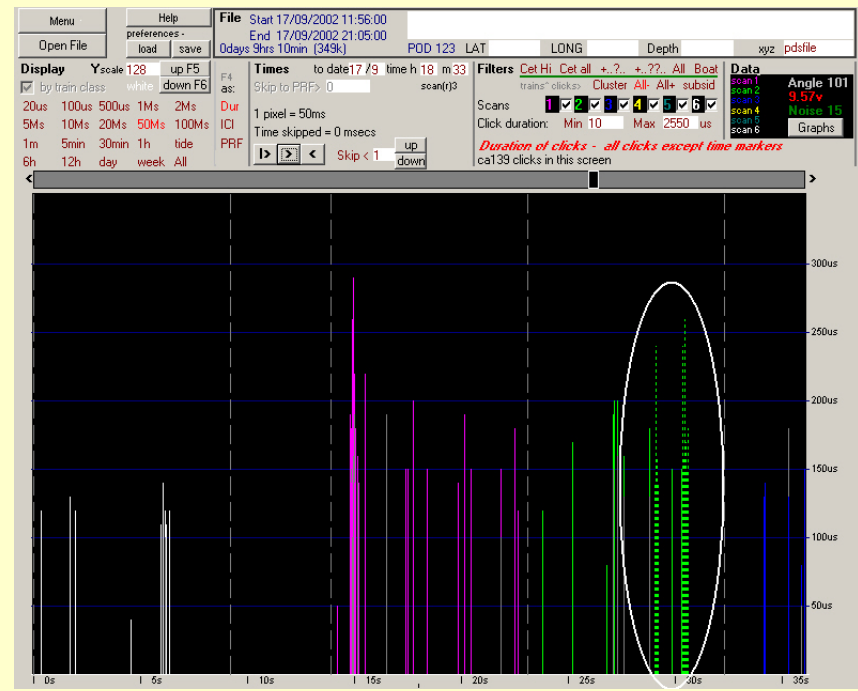 Menu Help
preferences -
Open File load save
File Start 17/09/2002 11:56:00
End 17/09/2002 21:05:00
0days 9hrs 10min (349k) POD 123 LAT LONG Depth xyz pdsfile
Display Yscale 128 up F5
by train class white down F6
20us 100us 500us 1Ms 2Ms
5Ms 10Ms 20Ms 50Ms 100Ms
1m 5min 30min 1h tide
6h 12h day week All
F4
as:
Dur
ICI
PRF
Times to date 17 /9 time h 18 m 33
Skip to PRF> 0 scan(r)3
1 pixel = 50ms
Time skipped = 0 msecs
|> > < Skip < 1 up
down
Filters Cet Hi Cet all +..?.. +..??.. All Boat
trains^ clicks> Cluster All- All+ subsid
Scans 1 2 3 4 5 6
Click duration: Min 10 Max 2550 us
Duration of clicks - all clicks except time markers
ca139 clicks in this screen
Data
scan 1
scan 2
scan 3
scan 4
scan 5
scan 6
Angle 101
9.57v
Noise 15
Graphs
< >
300us
250us
200us
150us
100us
50us
0s 5s 10s 15s 20s 25s 30s 35s